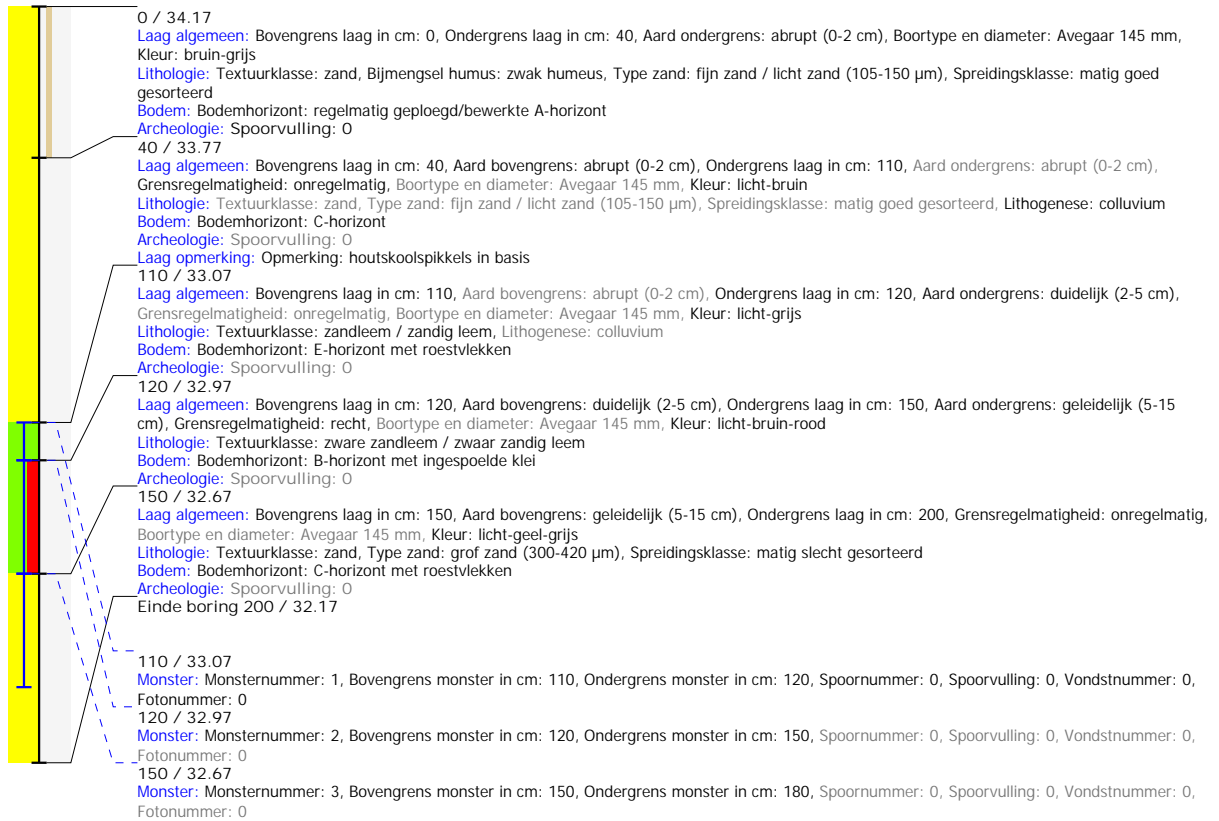 0 / 34.17
Laag algemeen: Bovengrens laag in cm: 0, Ondergrens laag in cm: 40, Aard ondergrens: abrupt (0-2 cm), Boortype en diameter: Avegaar 145 mm,
Kleur: bruin-grijs
Lithologie: Textuurklasse: zand, Bijmengsel humus: zwak humeus, Type zand: fijn zand / licht zand (105-150 µm), Spreidingsklasse: matig goed
gesorteerd
Bodem: Bodemhorizont: regelmatig geploegd/bewerkte A-horizont
Archeologie: Spoorvulling: 0
40 / 33.77
Laag algemeen: Bovengrens laag in cm: 40, Aard bovengrens: abrupt (0-2 cm), Ondergrens laag in cm: 110, Aard ondergrens: abrupt (0-2 cm),
Grensregelmatigheid: onregelmatig, Boortype en diameter: Avegaar 145 mm, Kleur: licht-bruin
Lithologie: Textuurklasse: zand, Type zand: fijn zand / licht zand (105-150 µm), Spreidingsklasse: matig goed gesorteerd, Lithogenese: colluvium
Bodem: Bodemhorizont: C-horizont
Archeologie: Spoorvulling: 0
Laag opmerking: Opmerking: houtskoolspikkels in basis
110 / 33.07
Laag algemeen: Bovengrens laag in cm: 110, Aard bovengrens: abrupt (0-2 cm), Ondergrens laag in cm: 120, Aard ondergrens: duidelijk (2-5 cm),
Grensregelmatigheid: onregelmatig, Boortype en diameter: Avegaar 145 mm, Kleur: licht-grijs
Lithologie: Textuurklasse: zandleem / zandig leem, Lithogenese: colluvium
Bodem: Bodemhorizont: E-horizont met roestvlekken
Archeologie: Spoorvulling: 0
120 / 32.97
Laag algemeen: Bovengrens laag in cm: 120, Aard bovengrens: duidelijk (2-5 cm), Ondergrens laag in cm: 150, Aard ondergrens: geleidelijk (5-15
cm), Grensregelmatigheid: recht, Boortype en diameter: Avegaar 145 mm, Kleur: licht-bruin-rood
Lithologie: Textuurklasse: zware zandleem / zwaar zandig leem
Bodem: Bodemhorizont: B-horizont met ingespoelde klei
Archeologie: Spoorvulling: 0
150 / 32.67
Laag algemeen: Bovengrens laag in cm: 150, Aard bovengrens: geleidelijk (5-15 cm), Ondergrens laag in cm: 200, Grensregelmatigheid: onregelmatig,
Boortype en diameter: Avegaar 145 mm, Kleur: licht-geel-grijs
Lithologie: Textuurklasse: zand, Type zand: grof zand (300-420 µm), Spreidingsklasse: matig slecht gesorteerd
Bodem: Bodemhorizont: C-horizont met roestvlekken
Archeologie: Spoorvulling: 0
Einde boring 200 / 32.17
110 / 33.07
Monster: Monsternummer: 1, Bovengrens monster in cm: 110, Ondergrens monster in cm: 120, Spoornummer: 0, Spoorvulling: 0, Vondstnummer: 0,
Fotonummer: 0
120 / 32.97
Monster: Monsternummer: 2, Bovengrens monster in cm: 120, Ondergrens monster in cm: 150, Spoornummer: 0, Spoorvulling: 0, Vondstnummer: 0,
Fotonummer: 0
150 / 32.67
Monster: Monsternummer: 3, Bovengrens monster in cm: 150, Ondergrens monster in cm: 180, Spoornummer: 0, Spoorvulling: 0, Vondstnummer: 0,
Fotonummer: 0